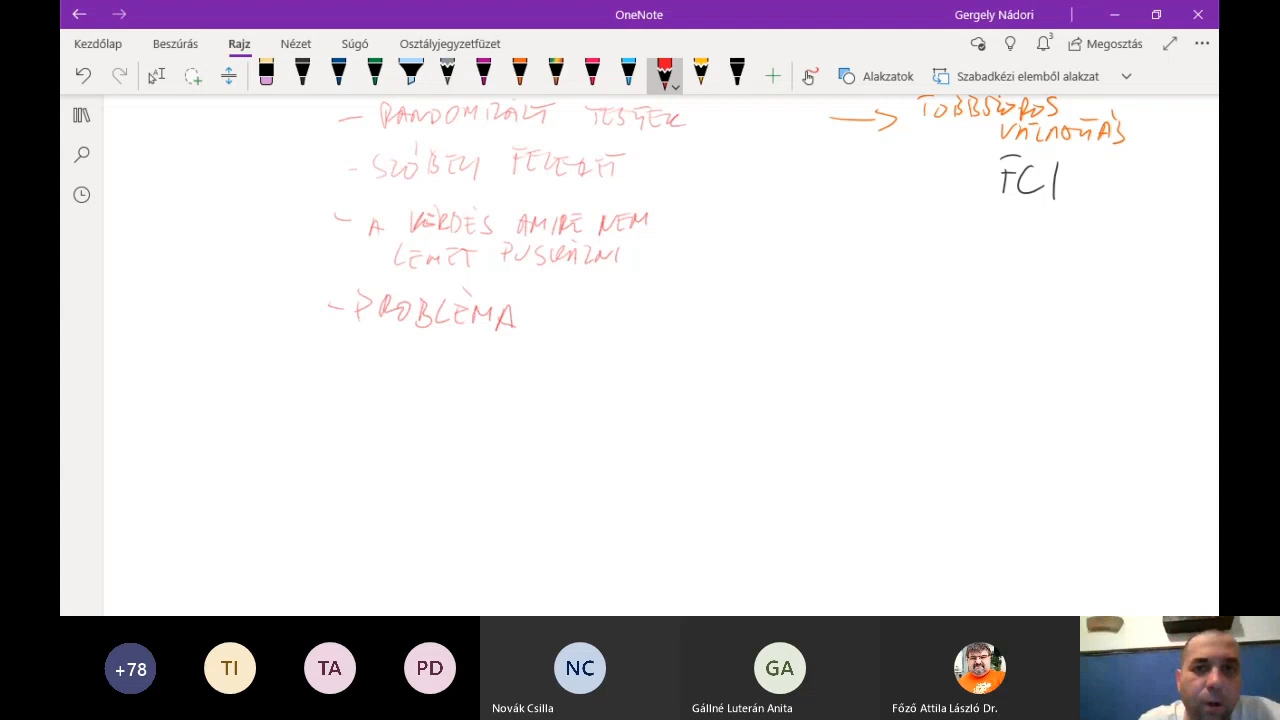 OneNote
Gergely Nádori
Kezdőlap
Beszúrás
Rajz
Nézet
Súgó
Osztályjegyzetfüzet
3
Megosztás
Alakzatok
Szabadkézi elemből alakzat
- RANDOMIZÁLT TESTEK
→ TÖBBSZÖRÖS
VÁLASZTÁS
FCI
- SZÓBELI FELELET
- A KÉRDÉS AMIRE NEM
LEHET PUSKÁZNI
- PROBLÉMA
+78
TI
TA
PD
NC
GA
Novák Csilla
Gállné Luterán Anita
Főző Attila László Dr.